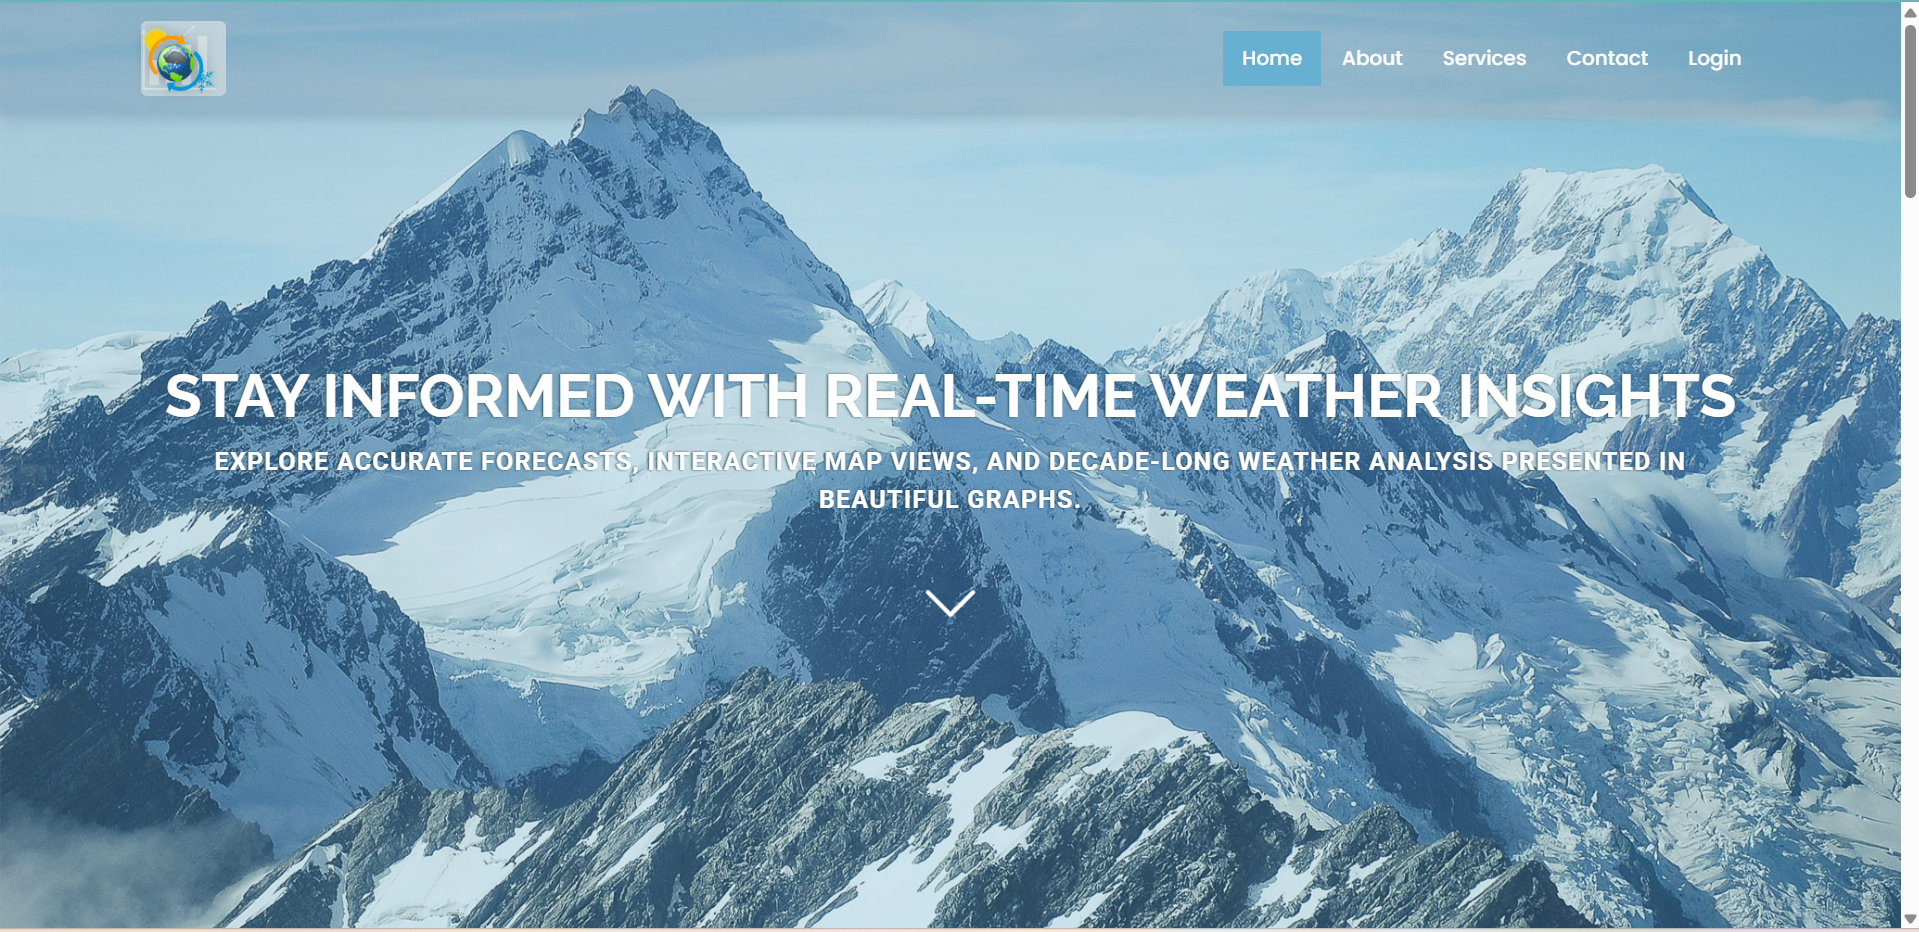 Home About Services Contact Login
STAY INFORMED WITH REAL-TIME WEATHER INSIGHTS
EXPLORE ACCURATE FORECASTS, INTERACTIVE MAP VIEWS, AND DECADE-LONG WEATHER ANALYSIS PRESENTED IN
BEAUTIFUL GRAPHS.